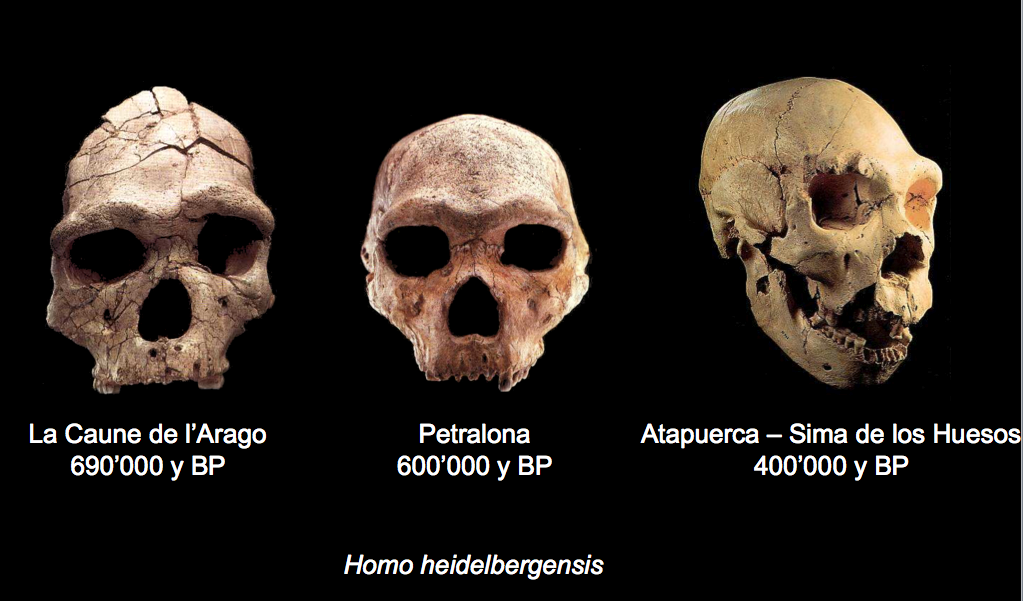 La Caune de l’Arago
690’000 y BP
Petralona
600’000 y BP
Atapuerca – Sima de los Huesos
400’000 y BP
Homo heidelbergensis